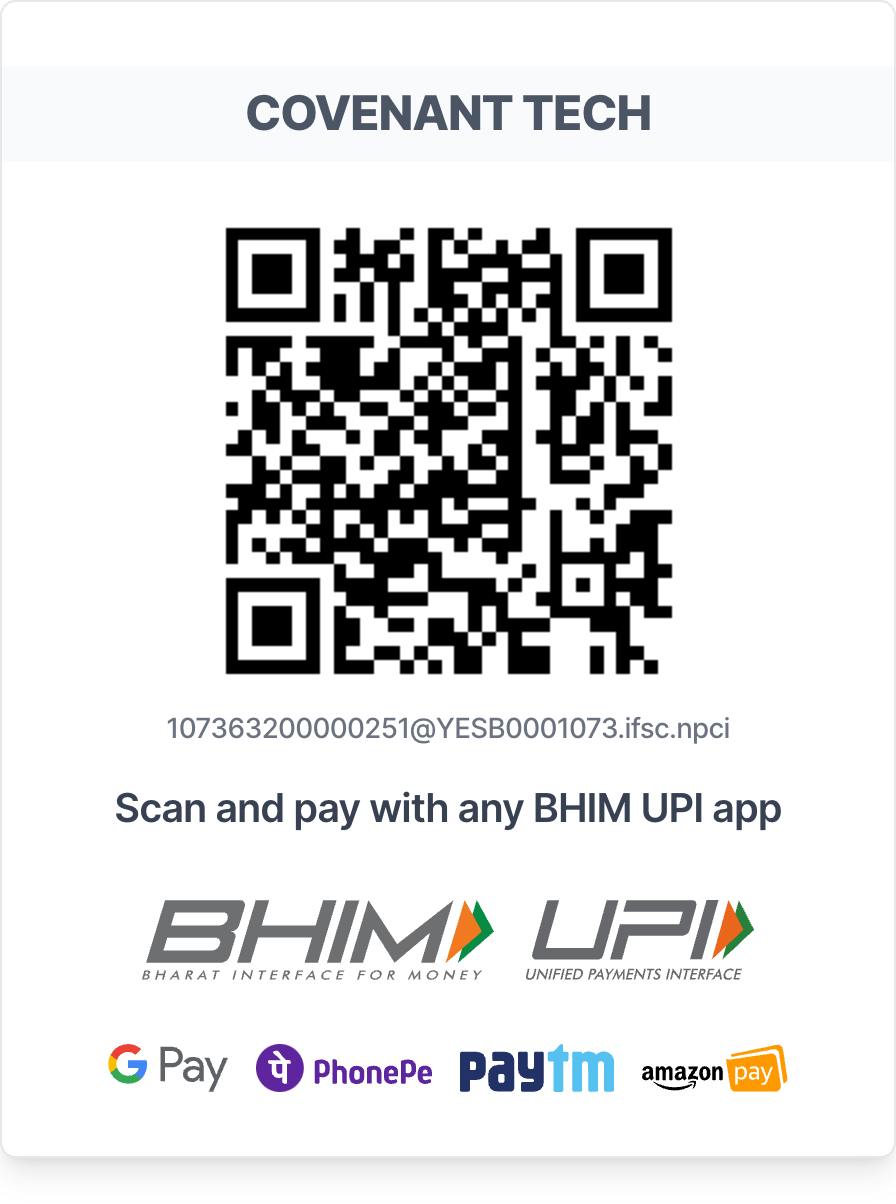 COVENANT TECH
107363200000251@YESB0001073.ifsc.npci
Scan and pay with any BHIM UPI app
BHIM UPI
BHARAT INTERFACE FOR MONEY UNIFIED PAYMENTS INTERFACE
G Pay पे PhonePe paytm amazon pay